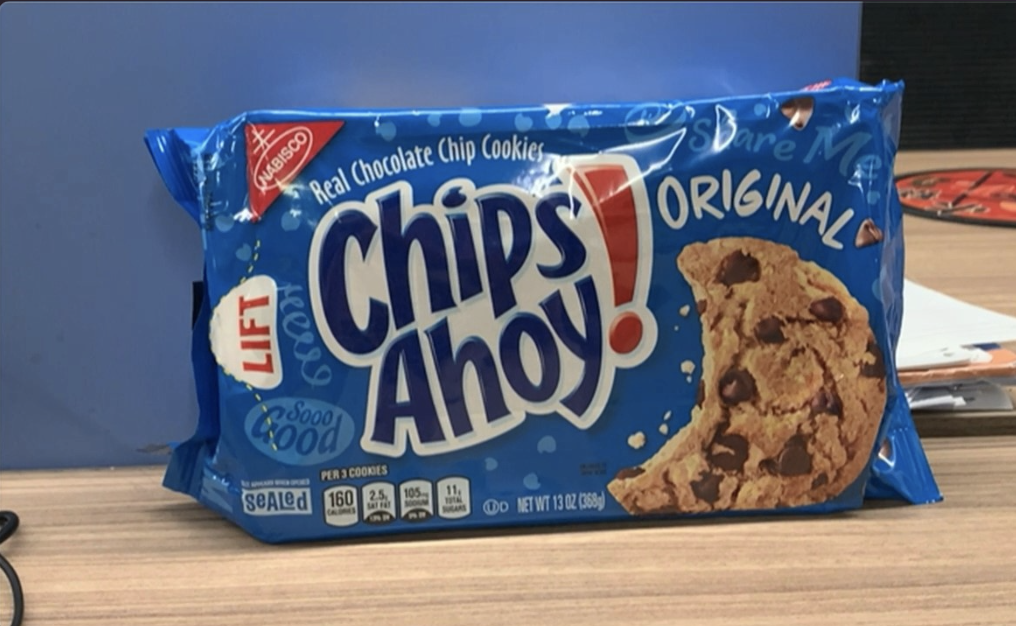 NABISCO
Real Chocolate Chip Cookies
Chips
Ahoy!
ORIGINAL
Share Me
LIFT
Sooo
Good
SEALED
PER 3 COOKIES
160
CALORIES
2.5g
SAT FAT
105mg
SODIUM
11g
TOTAL
SUGARS
U D
NET WT 13 OZ (368g)